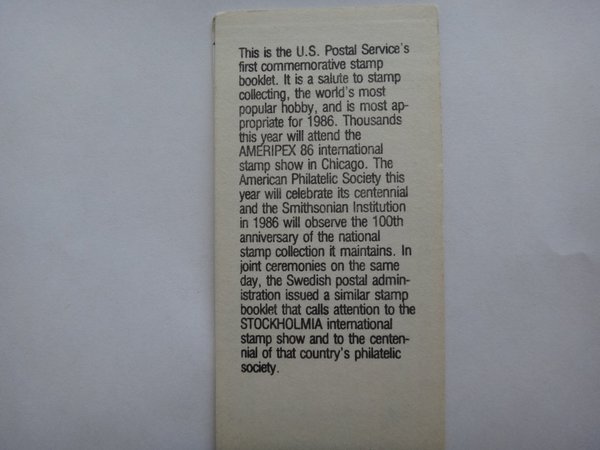 This is the U.S. Postal Service's
first commemorative stamp
booklet. It is a salute to stamp
collecting, the world's most
popular hobby, and is most ap-
propriate for 1986. Thousands
this year will attend the
AMERIPEX 86 international
stamp show in Chicago. The
American Philatelic Society this
year will celebrate its centennial
and the Smithsonian Institution
in 1986 will observe the 100th
anniversary of the national
stamp collection it maintains. In
joint ceremonies on the same
day, the Swedish postal admin-
istration issued a similar stamp
booklet that calls attention to the
STOCKHOLMIA international
stamp show and to the centen-
nial of that country's philatelic
society.